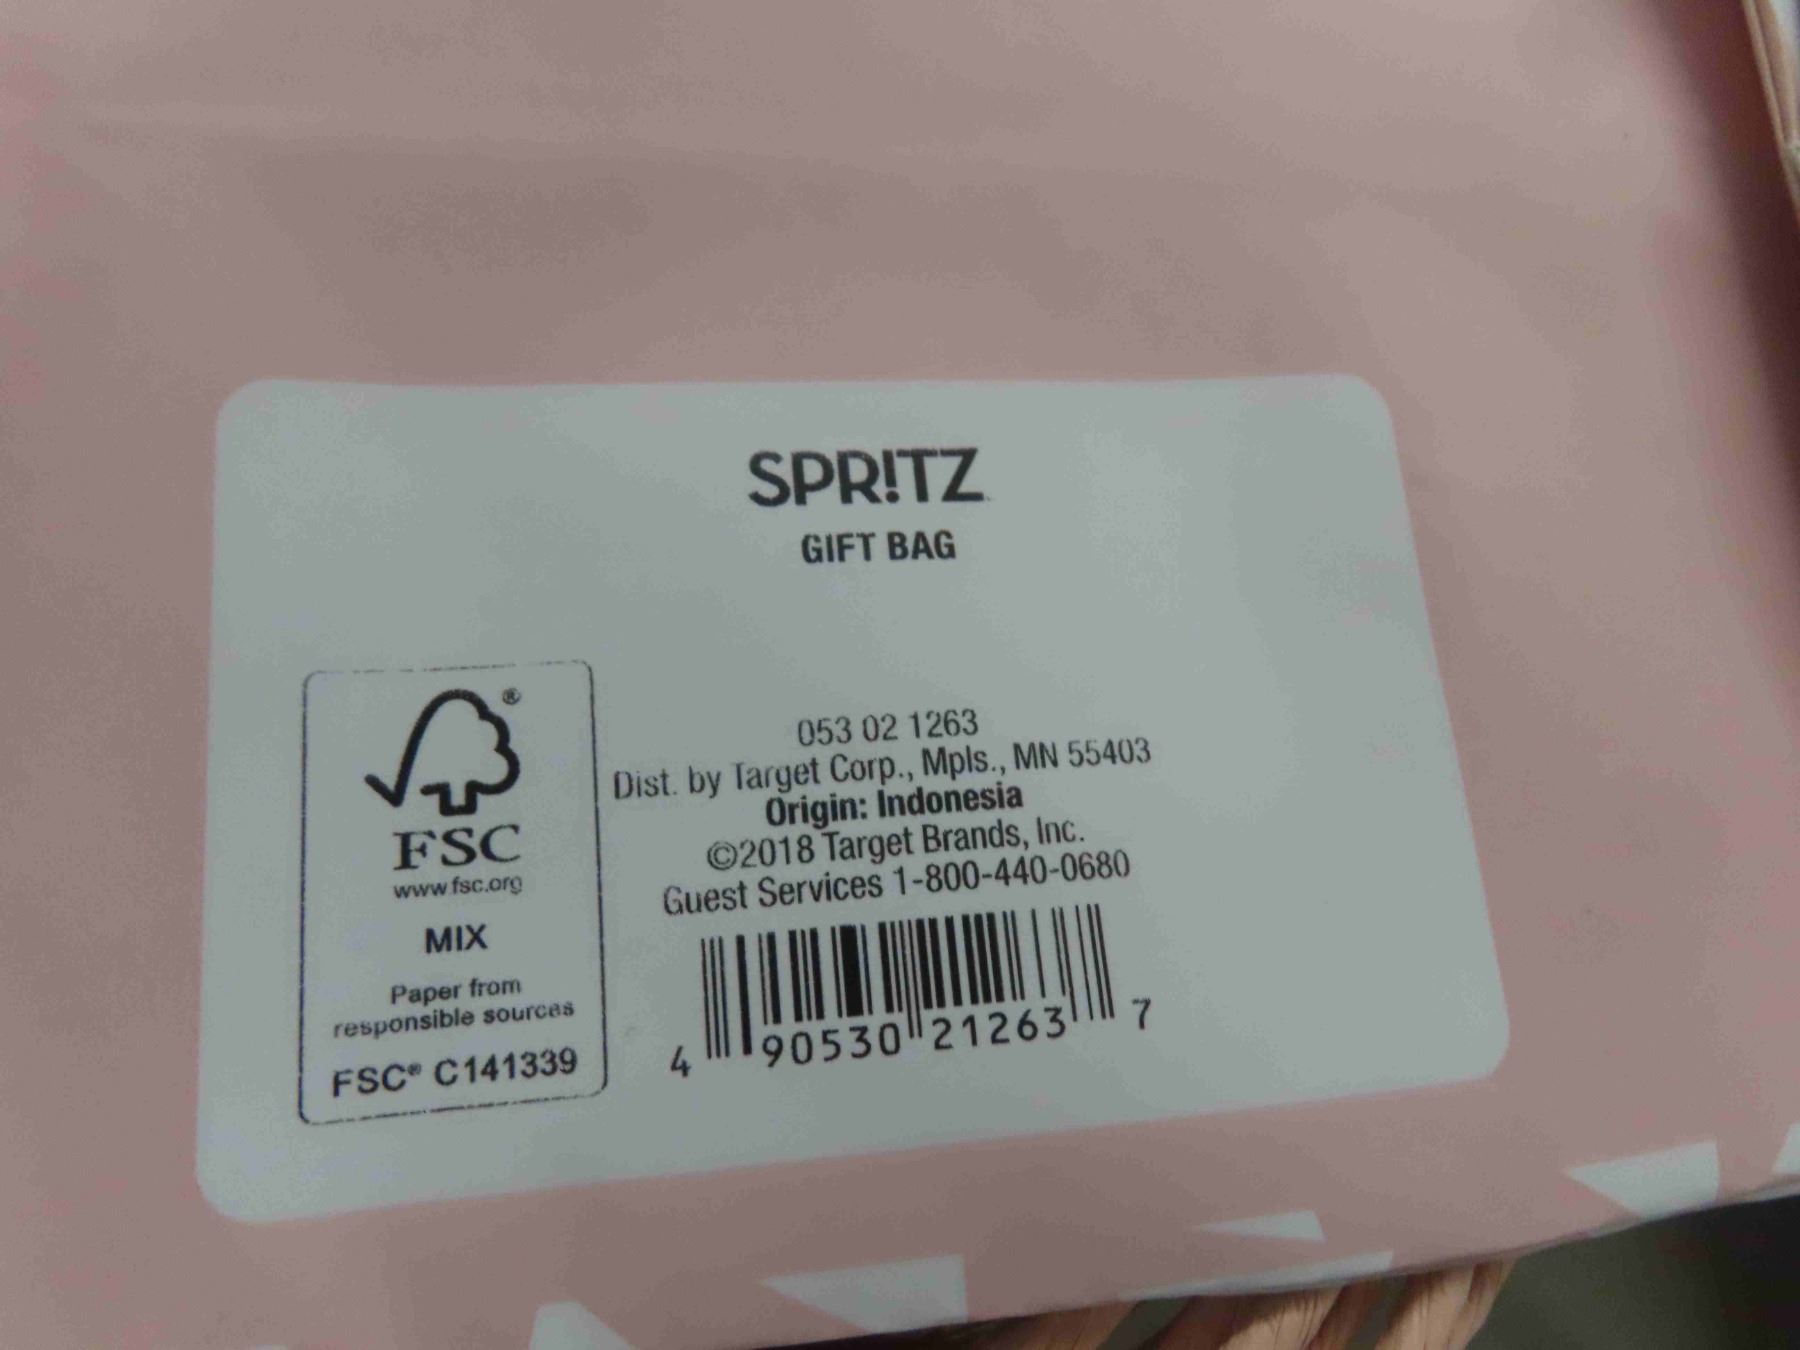 SPR!TZ
GIFT BAG
®
FSC
www.fsc.org
MIX
Paper from
responsible sources
FSC® C141339
053 02 1263
Dist. by Target Corp., Mpls., MN 55403
Origin: Indonesia
©2018 Target Brands, Inc.
Guest Services 1-800-440-0680
4 90530 21263 7